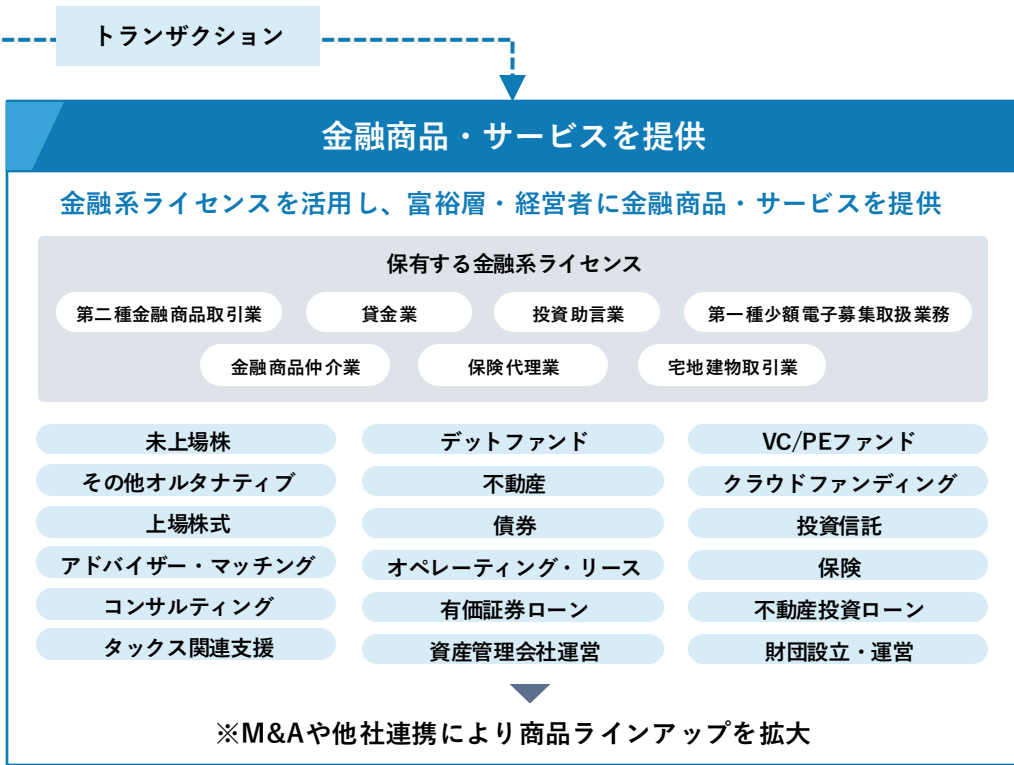 トランザクション
金融商品・サービスを提供
金融系ライセンスを活用し、富裕層・経営者に金融商品・サービスを提供
保有する金融系ライセンス
第二種金融商品取引業 貸金業 投資助言業 第一種少額電子募集取扱業務
金融商品仲介業 保険代理業 宅地建物取引業
未上場株 デットファンド VC/PEファンド
その他オルタナティブ 不動産 クラウドファンディング
上場株式 債券 投資信託
アドバイザー・マッチング オペレーティング・リース 保険
コンサルティング 有価証券ローン 不動産投資ローン
タックス関連支援 資産管理会社運営 財団設立・運営
※M&Aや他社連携により商品ラインアップを拡大